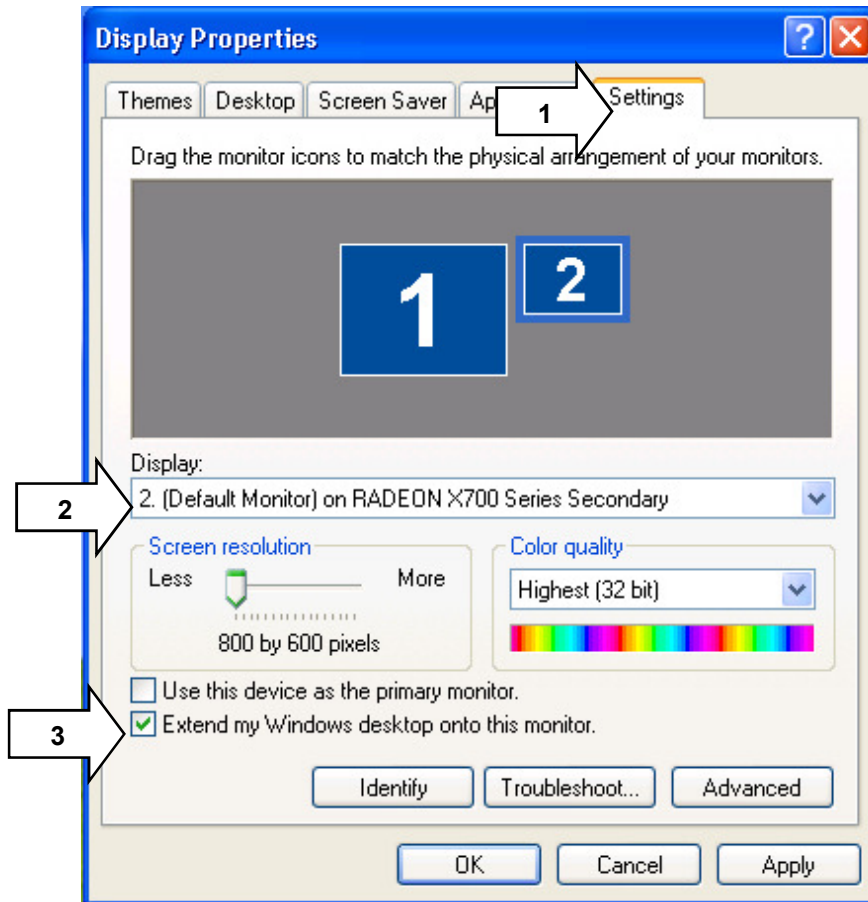 Display Properties
Themes Desktop Screen Saver Ap Settings
1
Drag the monitor icons to match the physical arrangement of your monitors.
1 2
Display:
2
2. (Default Monitor) on RADEON X700 Series Secondary
Screen resolution Color quality
Less More Highest (32 bit)
800 by 600 pixels
Use this device as the primary monitor.
3
Extend my Windows desktop onto this monitor.
Identify Troubleshoot... Advanced
OK Cancel Apply